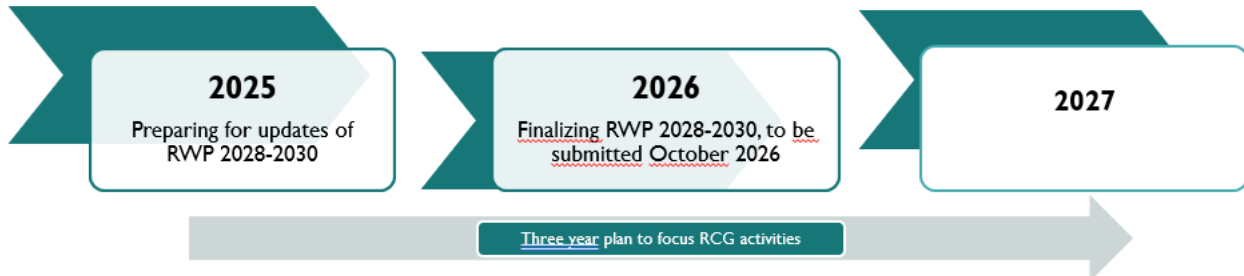 2025
Preparing for updates of
RWP 2028-2030
2026
Finalizing RWP 2028-2030, to be
submitted October 2026
2027
Three year plan to focus RCG activities